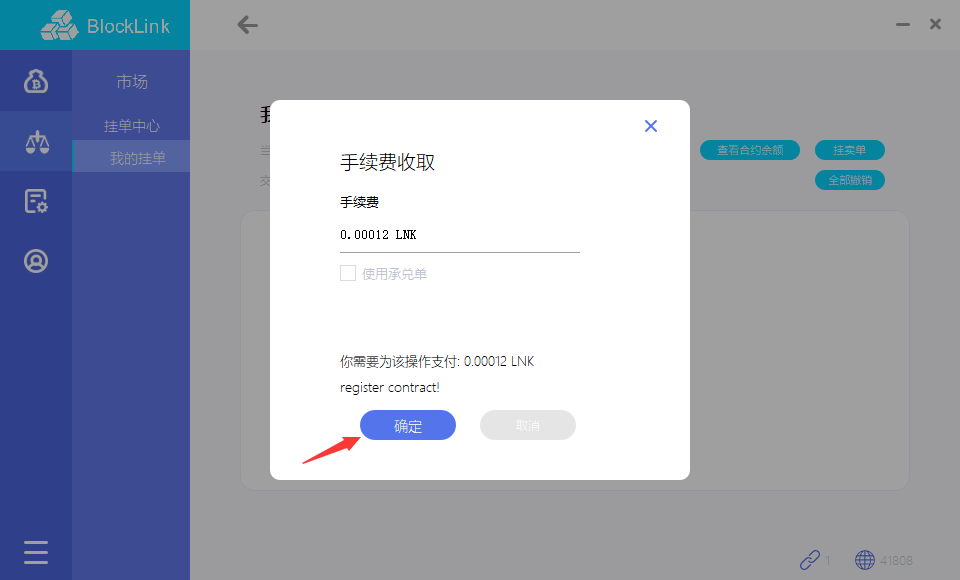 BlockLink
市场
挂单中心
我的挂单
查看合约余额
挂卖单
全部撤销
手续费收取
手续费
0.00012 LNK
使用承兑单
你需要为该操作支付: 0.00012 LNK
register contract!
确定
取消
1
41808